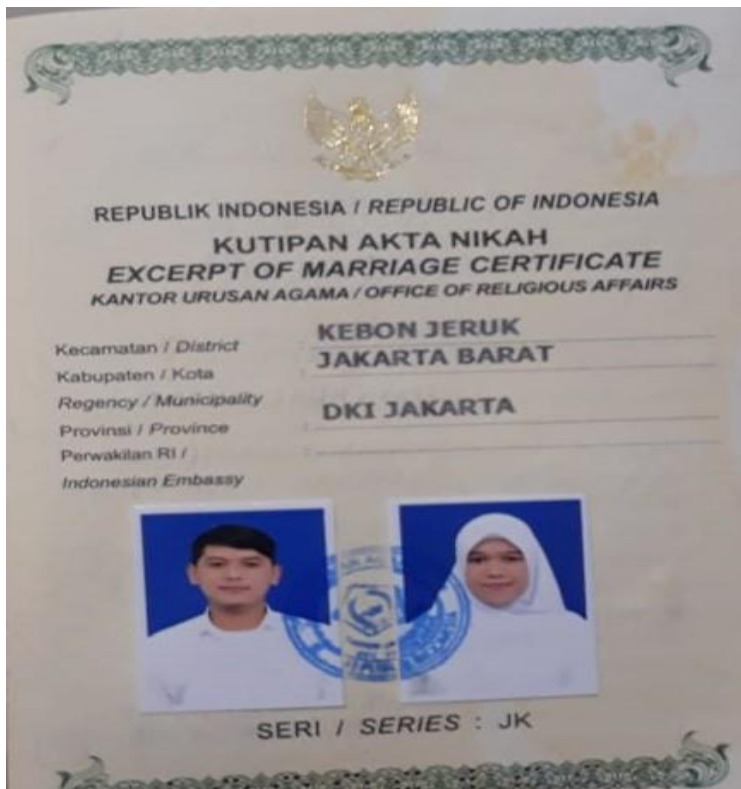 REPUBLIK INDONESIA / REPUBLIC OF INDONESIA
KUTIPAN AKTA NIKAH
EXCERPT OF MARRIAGE CERTIFICATE
KANTOR URUSAN AGAMA / OFFICE OF RELIGIOUS AFFAIRS
Kecamatan / District : KEBON JERUK
Kabupaten / Kota : JAKARTA BARAT
Regency / Municipality
Provinsi / Province : DKI JAKARTA
Perwakilan RI / :
Indonesian Embassy
SERI / SERIES : JK